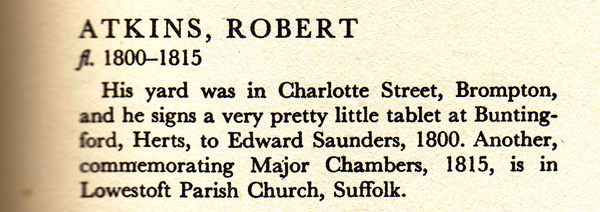 ATKINS, ROBERT
fl. 1800–1815
His yard was in Charlotte Street, Brompton,
and he signs a very pretty little tablet at Bunting-
ford, Herts, to Edward Saunders, 1800. Another,
commemorating Major Chambers, 1815, is in
Lowestoft Parish Church, Suffolk.